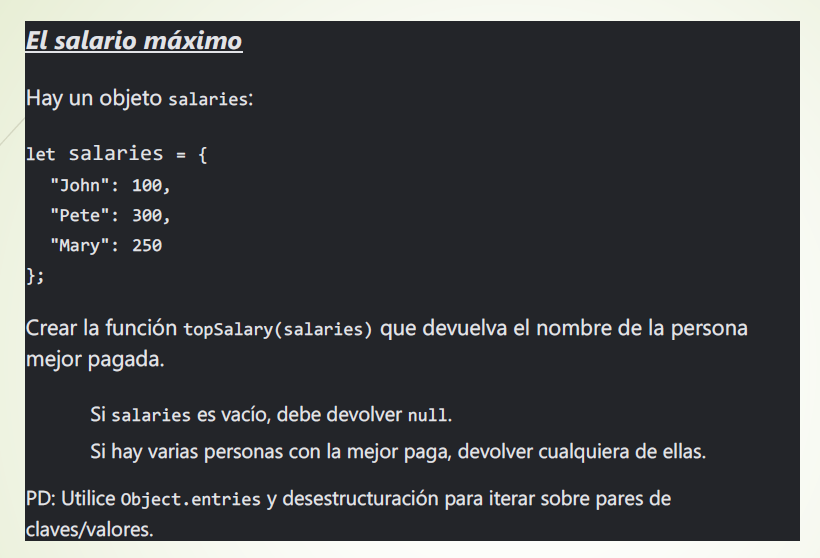 El salario máximo
Hay un objeto salaries:
let salaries = {
"John": 100,
"Pete": 300,
"Mary": 250
};
Crear la función topSalary(salaries) que devuelva el nombre de la persona
mejor pagada.
Si salaries es vacío, debe devolver null.
Si hay varias personas con la mejor paga, devolver cualquiera de ellas.
PD: Utilice Object.entries y desestructuración para iterar sobre pares de
claves/valores.